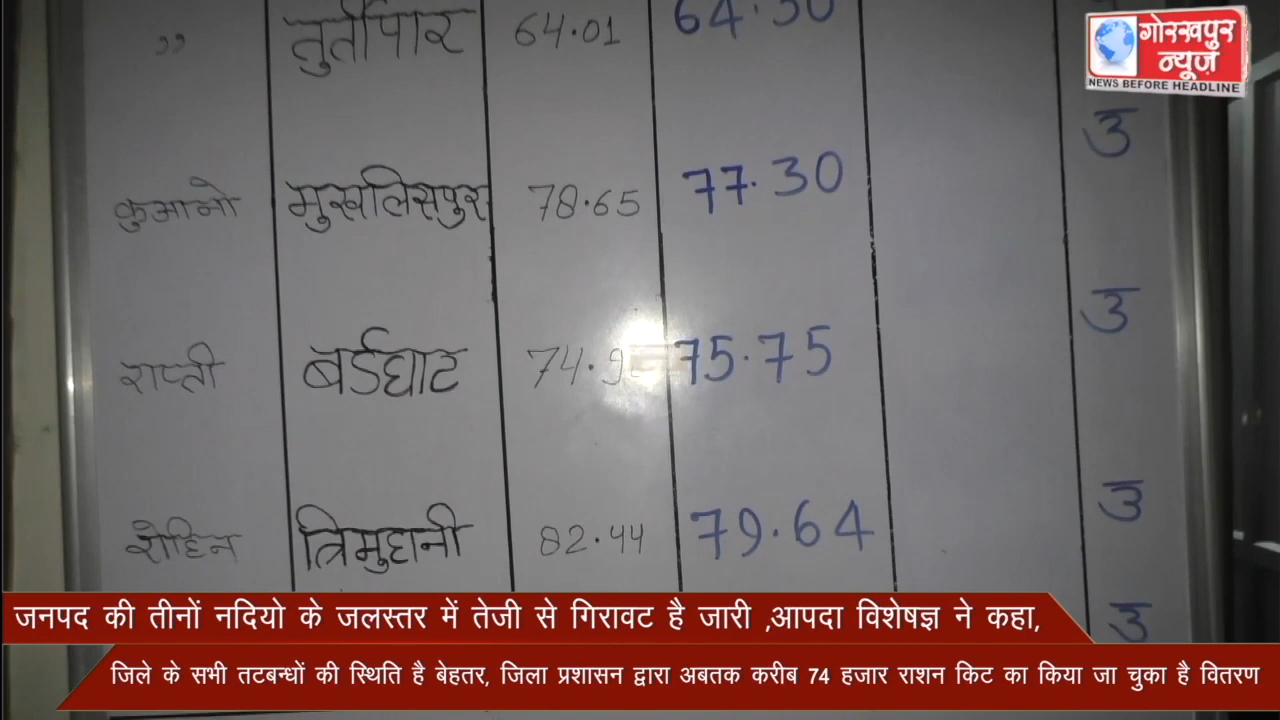 गोरखपुर
न्यूज़
NEWS BEFORE HEADLINE
,, तुर्तीपार 64.01
उ
कुआनो मुखलिसपुर 78.65 77.30
उ
राप्ती बर्डघाट 75.75
उ
रोहिन त्रिमुहानी 82.44 79.64
उ
जनपद की तीनों नदियो के जलस्तर में तेजी से गिरावट है जारी ,आपदा विशेषज्ञ ने कहा,
जिले के सभी तटबन्धों की स्थिति है बेहतर, जिला प्रशासन द्वारा अबतक करीब 74 हजार राशन किट का किया जा चुका है वितरण